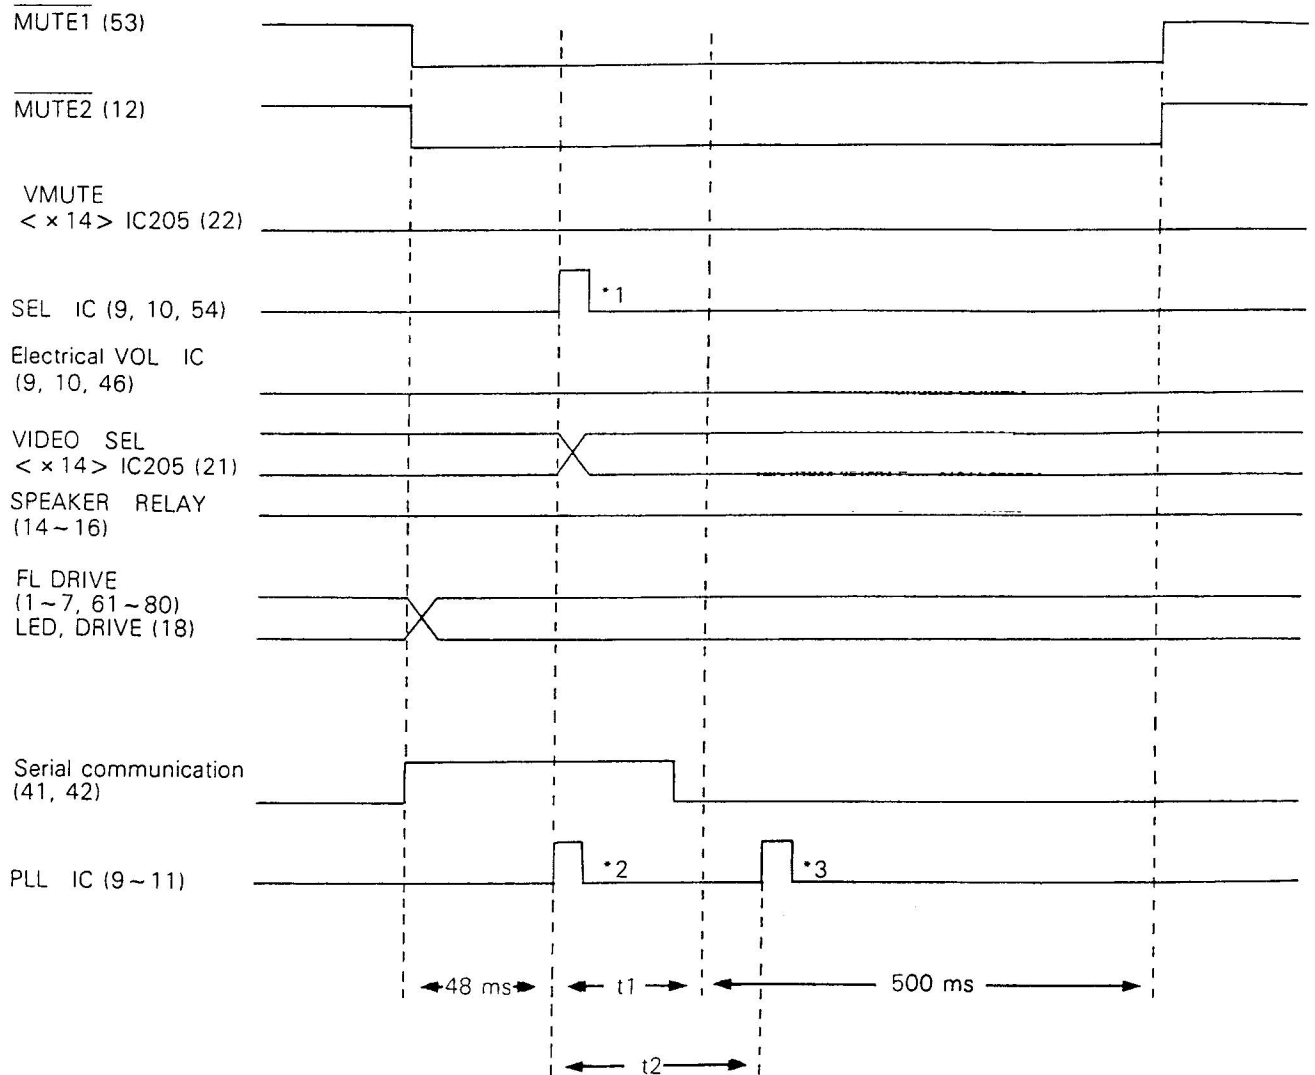 MUTE1 (53)
MUTE2 (12)
VMUTE
< × 14 > IC205 (22)
*1
SEL IC (9, 10, 54)
Electrical VOL IC
(9, 10, 46)
VIDEO SEL
< × 14 > IC205 (21)
SPEAKER RELAY
(14~16)
FL DRIVE
(1~7, 61~80)
LED, DRIVE (18)
Serial communication
(41, 42)
PLL IC (9~11)
*2
*3
48 ms
t1
500 ms
t2